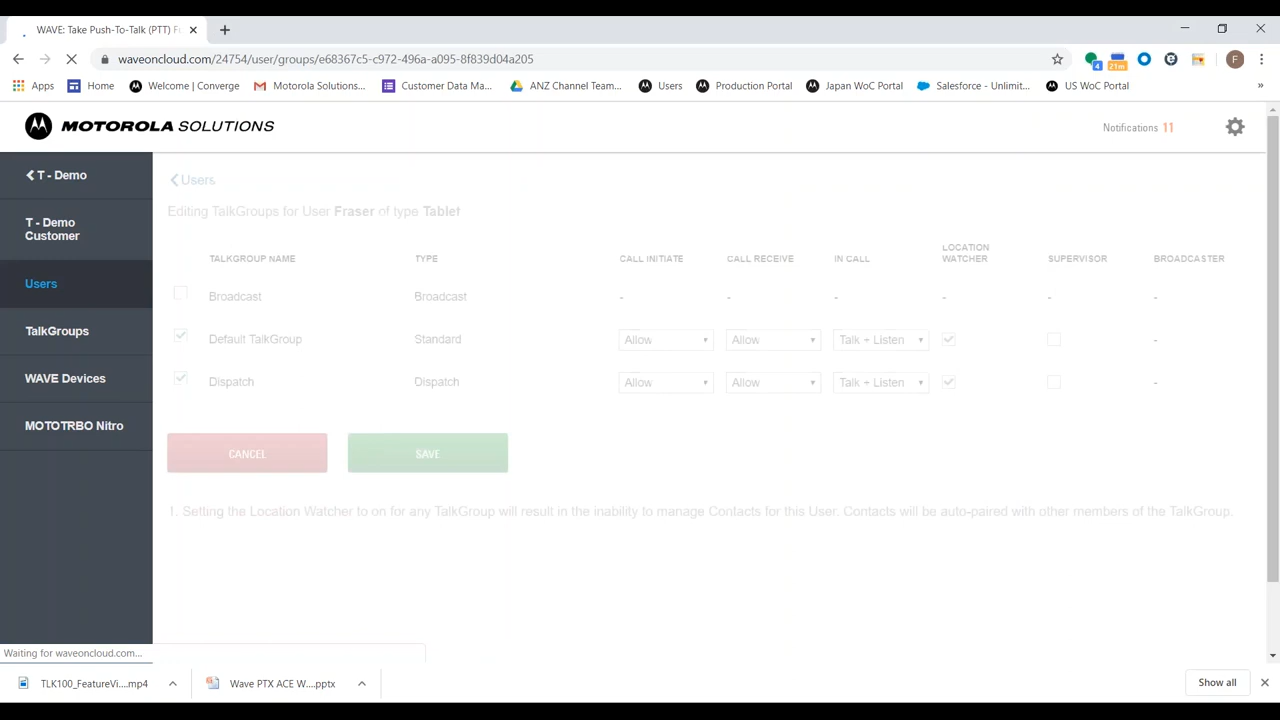 WAVE: Take Push-To-Talk (PTT) F
waveoncloud.com/24754/user/groups/e68367c5-c972-496a-a095-8f839d04a205
4
21m
F
Apps
Home
Welcome | Converge
Motorola Solutions...
Customer Data Ma...
ANZ Channel Team...
Users
Production Portal
Japan WoC Portal
Salesforce - Unlimit...
US WoC Portal
»
MOTOROLA SOLUTIONS
Notifications 11
T - Demo
T - Demo
Customer
Users
TalkGroups
WAVE Devices
MOTOTRBO Nitro
Users
Editing TalkGroups for User Fraser of type Tablet
TALKGROUP NAME TYPE CALL INITIATE CALL RECEIVE IN CALL LOCATION WATCHER SUPERVISOR BROADCASTER
Broadcast Broadcast - - - - - -
Default TalkGroup Standard Allow Allow Talk + Listen -
Dispatch Dispatch Allow Allow Talk + Listen -
CANCEL SAVE
1. Setting the Location Watcher to on for any TalkGroup will result in the inability to manage Contacts for this User. Contacts will be auto-paired with other members of the TalkGroup.
Waiting for waveoncloud.com...
TLK100_FeatureVi....mp4
Wave PTX ACE W....pptx
Show all